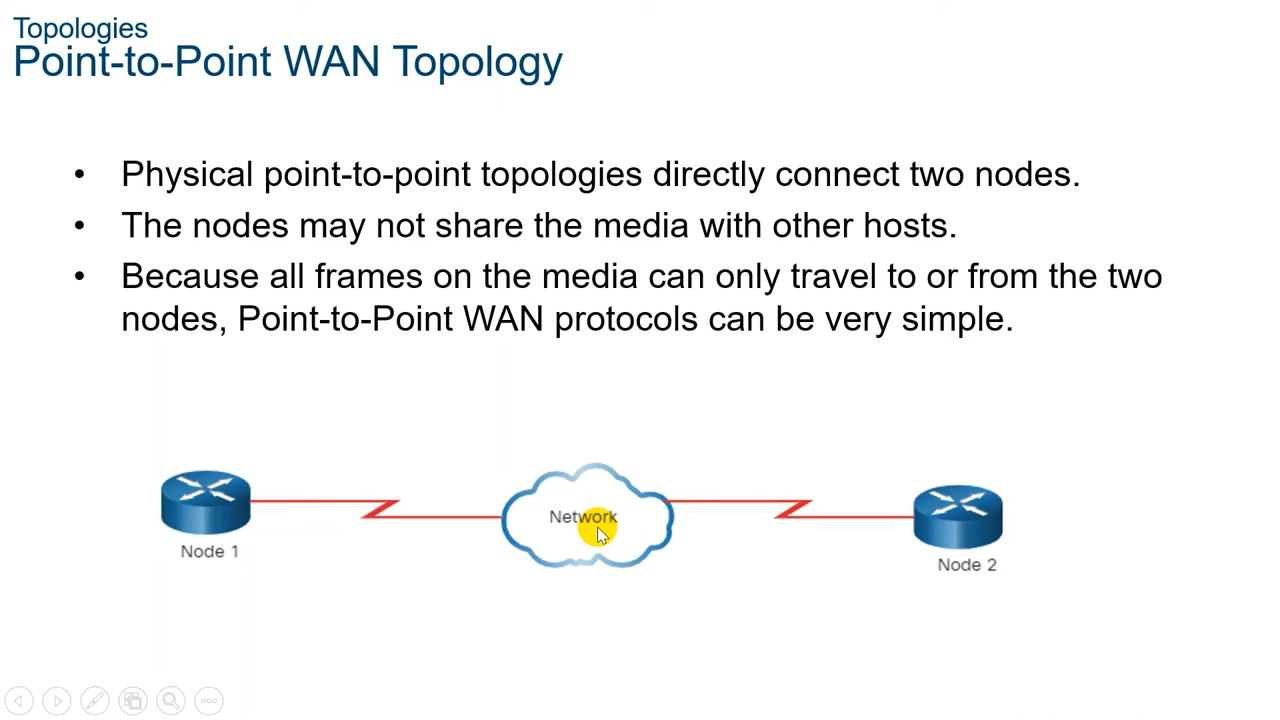 Topologies
Point-to-Point WAN Topology
• Physical point-to-point topologies directly connect two nodes.
• The nodes may not share the media with other hosts.
• Because all frames on the media can only travel to or from the two
nodes, Point-to-Point WAN protocols can be very simple.
Network
Node 1
Node 2